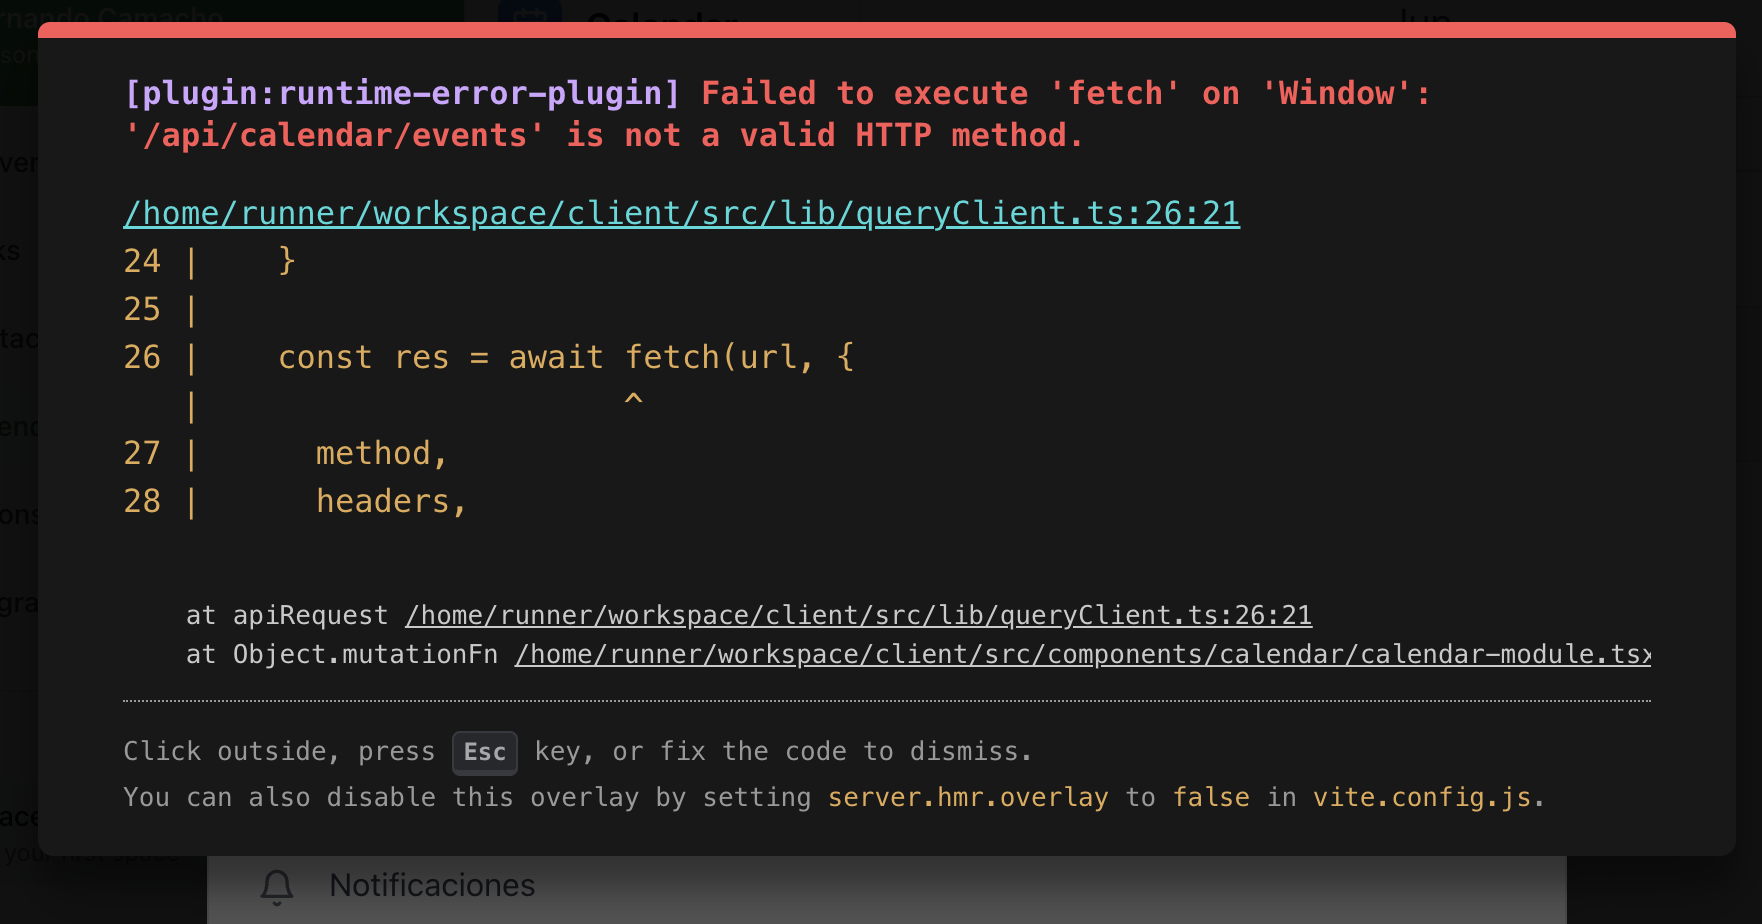 rnando Camacho
Calendar
[plugin:runtime-error-plugin] Failed to execute 'fetch' on 'Window':
'/api/calendar/events' is not a valid HTTP method.
/home/runner/workspace/client/src/lib/queryClient.ts:26:21
24 |    }
25 |
26 |    const res = await fetch(url, {
   |                      ^
27 |      method,
28 |      headers,
at apiRequest /home/runner/workspace/client/src/lib/queryClient.ts:26:21
at Object.mutationFn /home/runner/workspace/client/src/components/calendar/calendar-module.tsx
Click outside, press Esc key, or fix the code to dismiss.
You can also disable this overlay by setting server.hmr.overlay to false in vite.config.js.
Notificaciones